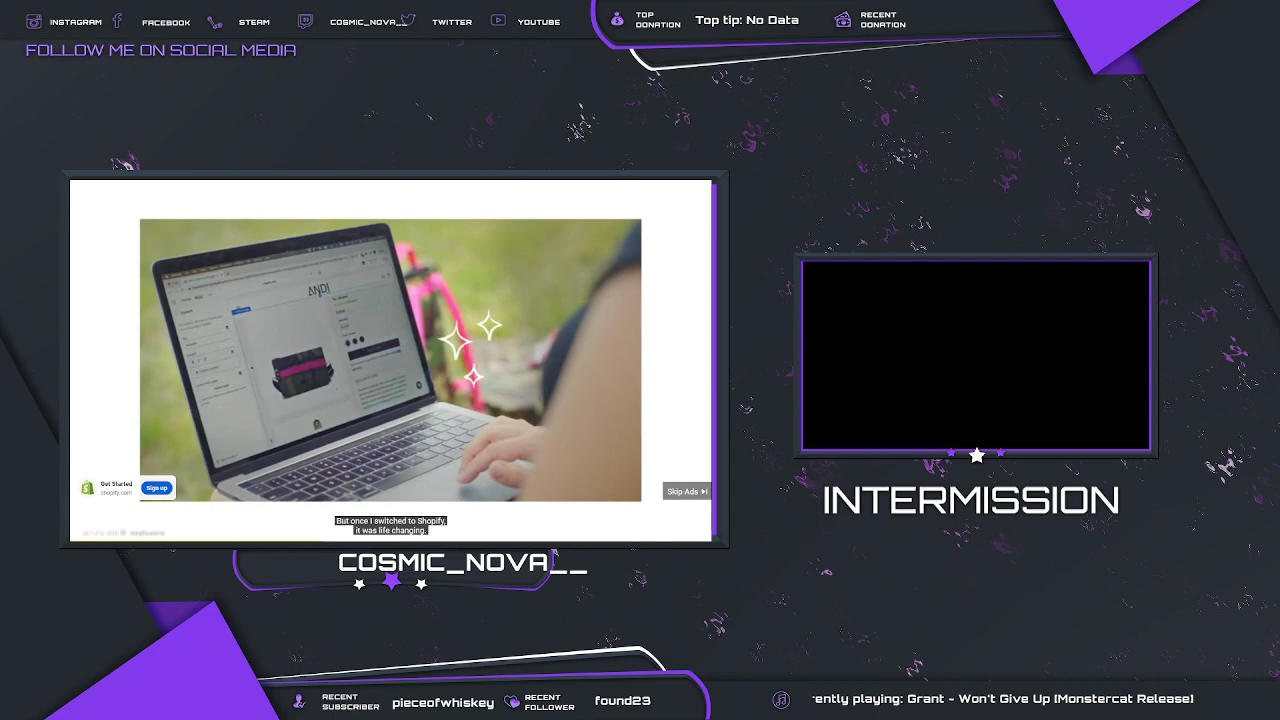 INSTAGRAM
FACEBOOK
STEAM
COSMIC_NOVA__
TWITTER
YOUTUBE
TOP
DONATION
Top tip: No Data
RECENT
DONATION
FOLLOW ME ON SOCIAL MEDIA
ANDI
Get Started
shopify.com
Sign up
Skip Ads
But once I switched to Shopify,
it was life changing.
INTERMISSION
COSMIC_NOVA__
RECENT
SUBSCRIBER
pieceofwhiskey
RECENT
FOLLOWER
found23
ently playing: Grant - Won't Give Up [Monstercat Release]